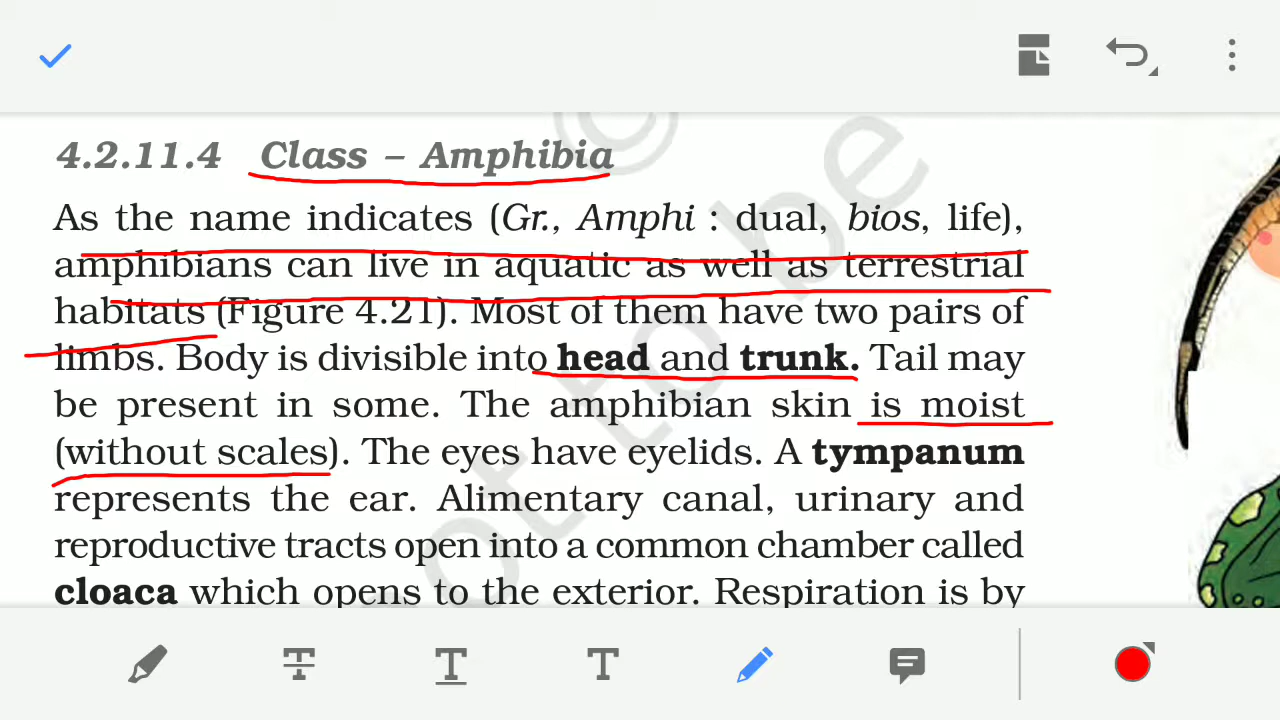 4.2.11.4 Class – Amphibia
As the name indicates (Gr., Amphi : dual, bios, life),
amphibians can live in aquatic as well as terrestrial
habitats (Figure 4.21). Most of them have two pairs of
limbs. Body is divisible into head and trunk. Tail may
be present in some. The amphibian skin is moist
(without scales). The eyes have eyelids. A tympanum
represents the ear. Alimentary canal, urinary and
reproductive tracts open into a common chamber called
cloaca which opens to the exterior. Respiration is by
©
ot to be
T
T
T